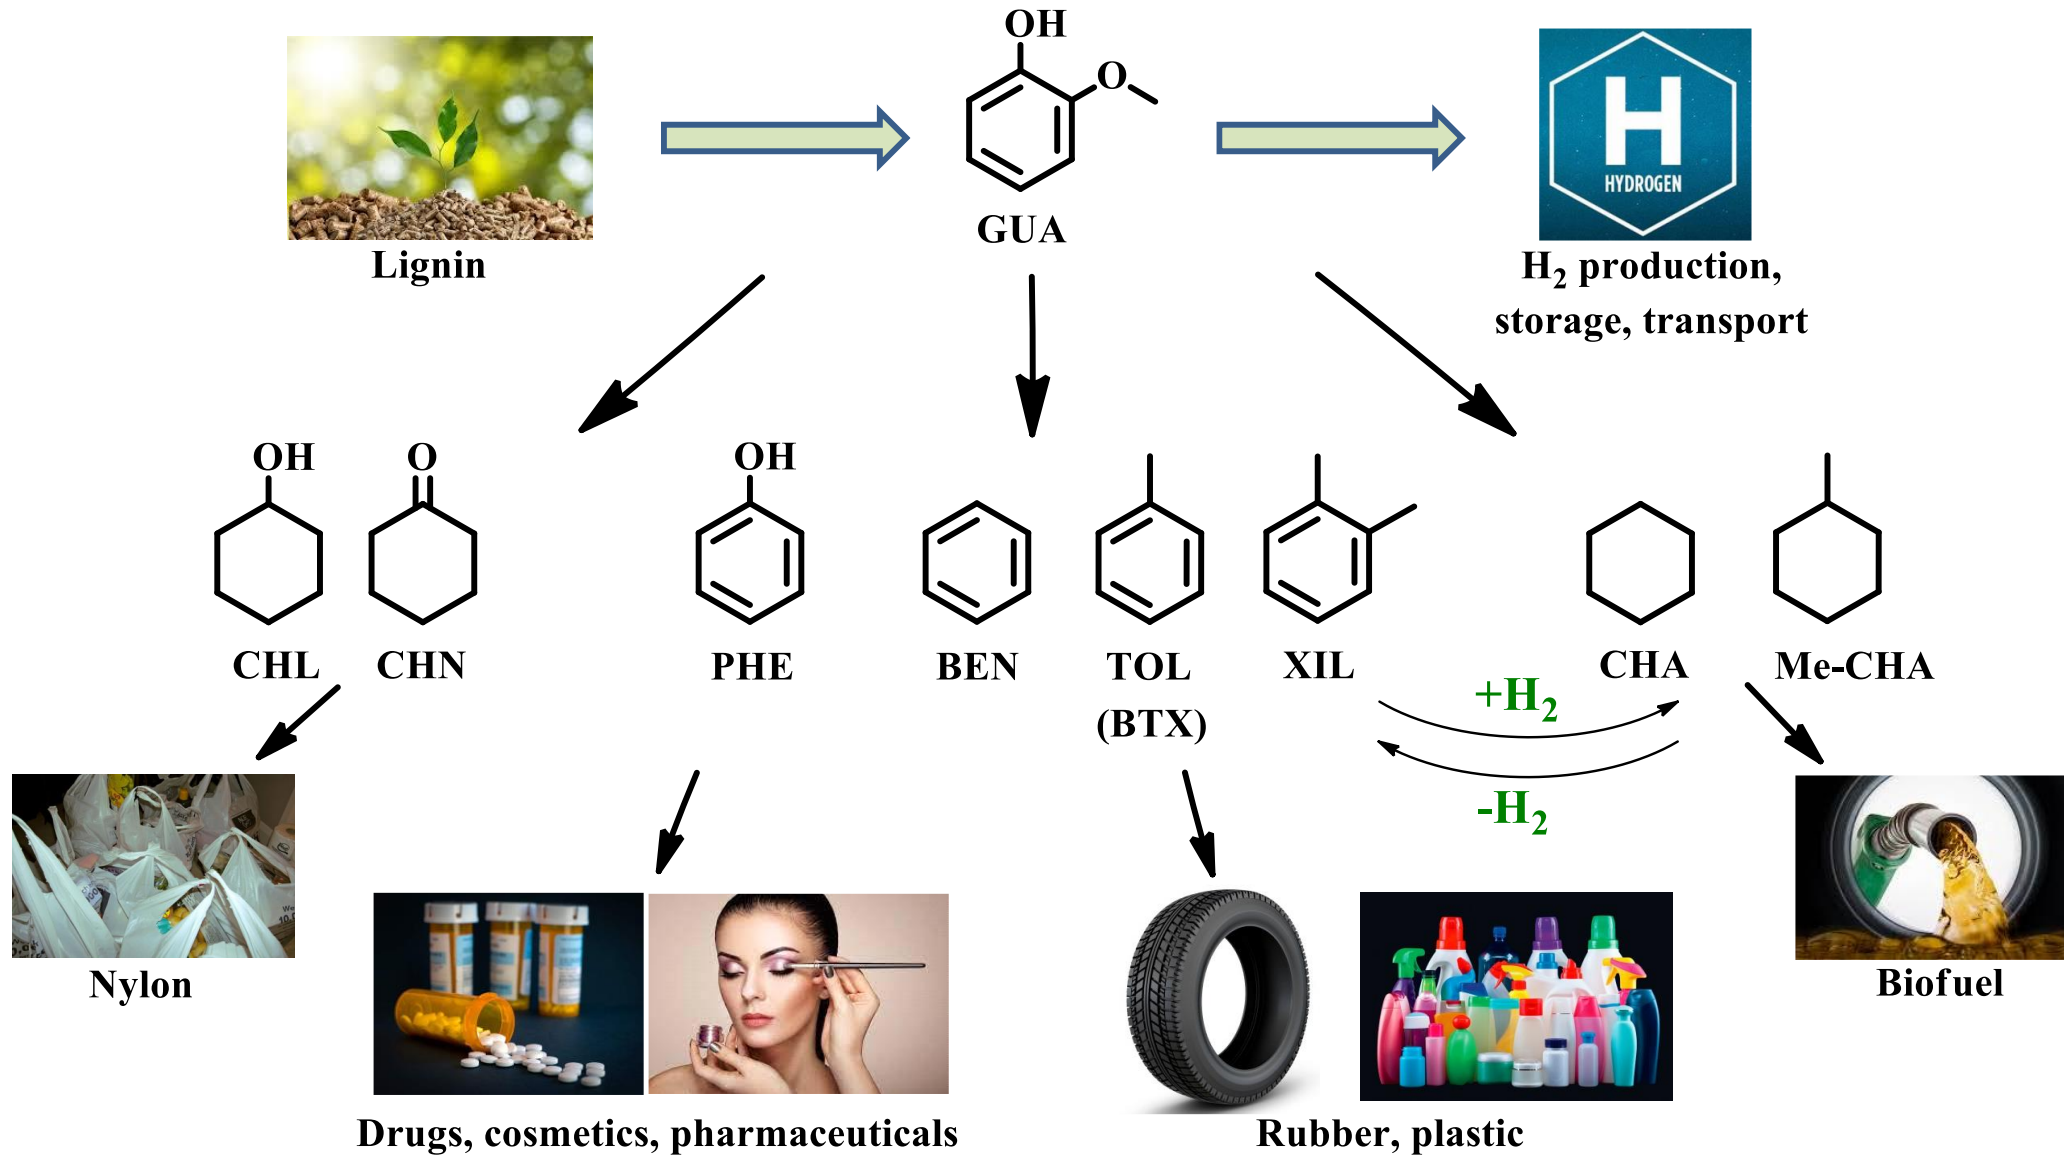 OH
O
GUA
Lignin
H
HYDROGEN
H₂ production,
storage, transport
OH
O
OH
CHL
CHN
PHE
BEN
TOL
XIL
CHA
Me-CHA
(BTX)
+H₂
-H₂
Nylon
Biofuel
Drugs, cosmetics, pharmaceuticals
Rubber, plastic